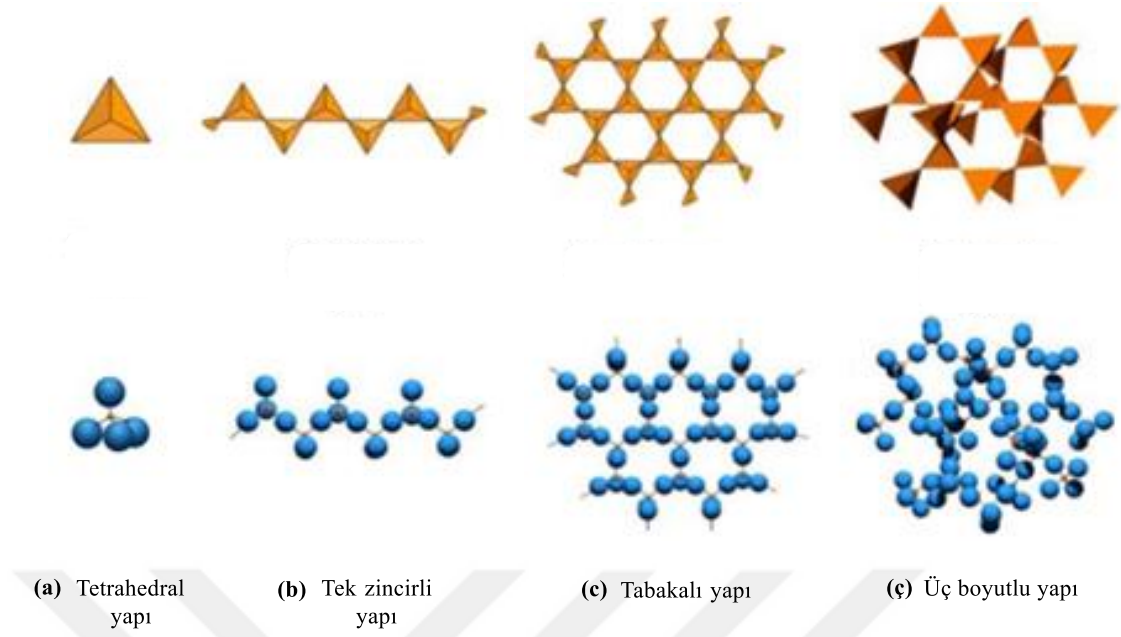 (a) Tetrahedral
yapı
(b) Tek zincirli
yapı
(c) Tabakalı yapı
(ç) Üç boyutlu yapı